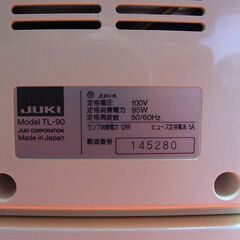 JUKI
Model TL-90
JUKI CORPORATION
Made in Japan
JUKI-K
定格電圧 100V
定格消費電力 95W
定格周波数 50/60Hz
ランプ消費電力 12W ヒューズ定格電流 5A
製造番号 145280